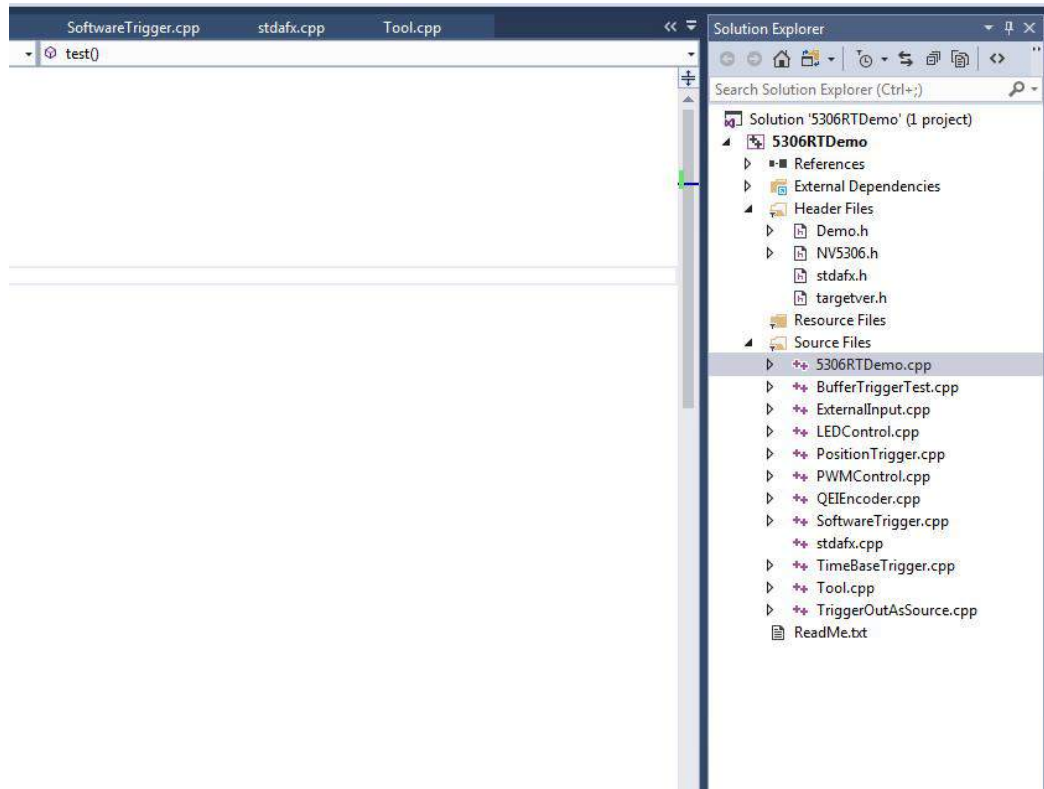 SoftwareTrigger.cpp stdafx.cpp Tool.cpp
test()
Solution Explorer
Search Solution Explorer (Ctrl+;)
Solution '5306RTDemo' (1 project)
5306RTDemo
References
External Dependencies
Header Files
Demo.h
NV5306.h
stdafx.h
targetver.h
Resource Files
Source Files
5306RTDemo.cpp
BufferTriggerTest.cpp
ExternalInput.cpp
LEDControl.cpp
PositionTrigger.cpp
PWMControl.cpp
QEIEncoder.cpp
SoftwareTrigger.cpp
stdafx.cpp
TimeBaseTrigger.cpp
Tool.cpp
TriggerOutAsSource.cpp
ReadMe.txt